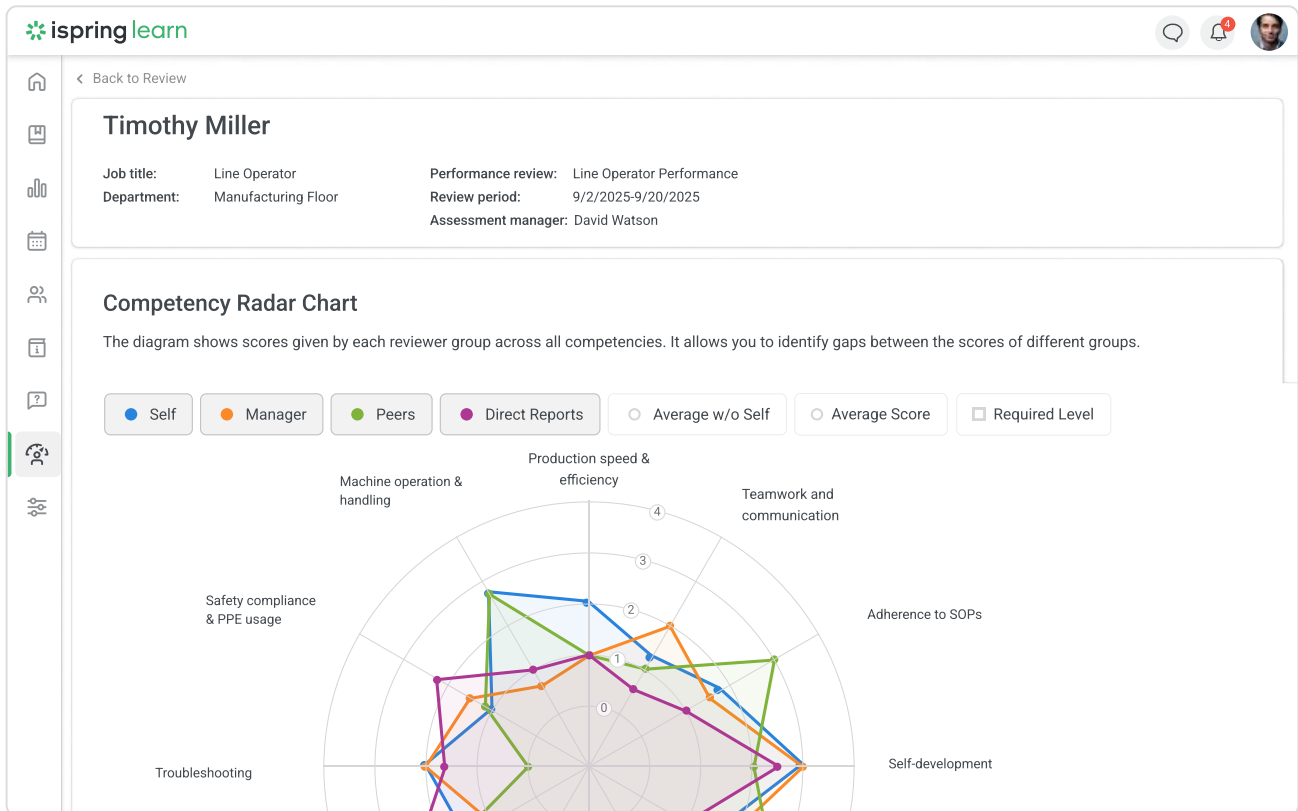 ispring learn
4
Back to Review
Timothy Miller
Job title: Line Operator
Department: Manufacturing Floor
Performance review: Line Operator Performance
Review period: 9/2/2025-9/20/2025
Assessment manager: David Watson
Competency Radar Chart
The diagram shows scores given by each reviewer group across all competencies. It allows you to identify gaps between the scores of different groups.
Self
Manager
Peers
Direct Reports
Average w/o Self
Average Score
Required Level
Production speed &
efficiency
Machine operation &
handling
Teamwork and
communication
4
3
2
1
0
Safety compliance
& PPE usage
Adherence to SOPs
Troubleshooting
Self-development